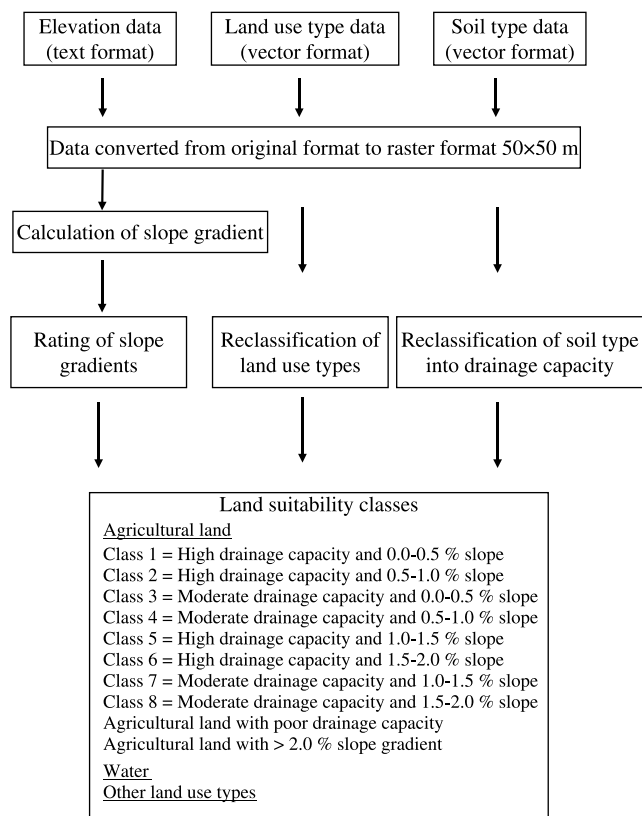 Elevation data
(text format)
Land use type data
(vector format)
Soil type data
(vector format)
Data converted from original format to raster format 50×50 m
Calculation of slope gradient
Rating of slope
gradients
Reclassification of
land use types
Reclassification of soil type
into drainage capacity
Land suitability classes
Agricultural land
Class 1 = High drainage capacity and 0.0-0.5 % slope
Class 2 = High drainage capacity and 0.5-1.0 % slope
Class 3 = Moderate drainage capacity and 0.0-0.5 % slope
Class 4 = Moderate drainage capacity and 0.5-1.0 % slope
Class 5 = High drainage capacity and 1.0-1.5 % slope
Class 6 = High drainage capacity and 1.5-2.0 % slope
Class 7 = Moderate drainage capacity and 1.0-1.5 % slope
Class 8 = Moderate drainage capacity and 1.5-2.0 % slope
Agricultural land with poor drainage capacity
Agricultural land with > 2.0 % slope gradient
Water
Other land use types